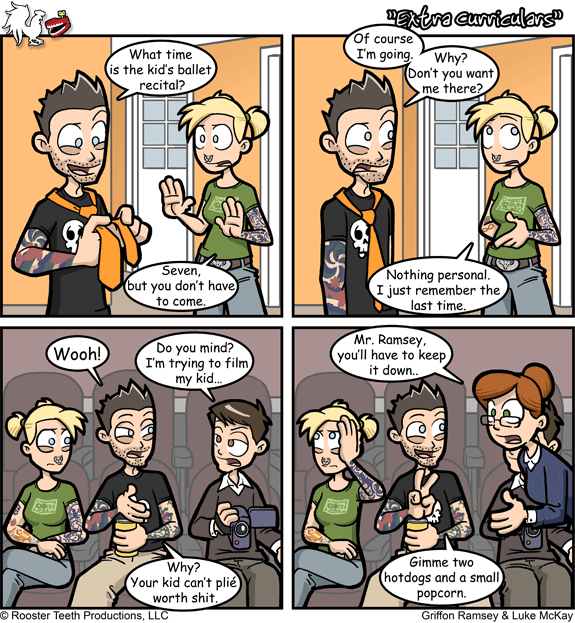 "Extra Curriculars"
What time
is the kid's ballet
recital?
Seven,
but you don't have
to come.
Of course
I'm going.
Why?
Don't you want
me there?
Nothing personal.
I just remember the
last time.
Wooh!
Do you mind?
I'm trying to film
my kid...
Why?
Your kid can't plié
worth shit.
Mr. Ramsey,
you'll have to keep
it down..
Gimme two
hotdogs and a small
popcorn.
© Rooster Teeth Productions, LLC
Griffon Ramsey & Luke McKay